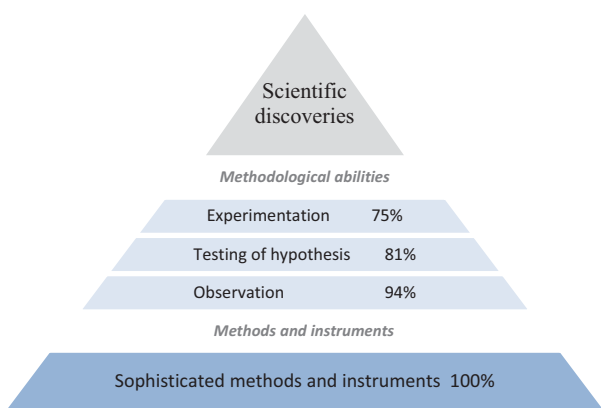 Scientific
discoveries
Methodological abilities
Experimentation 75%
Testing of hypothesis 81%
Observation 94%
Methods and instruments
Sophisticated methods and instruments 100%